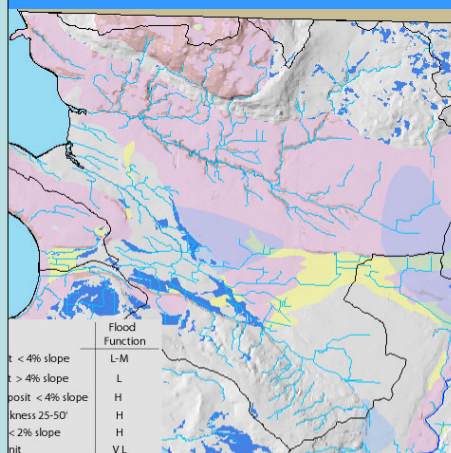 Flood
Function
t < 4% slope L-M
t > 4% slope L
posit < 4% slope H
kness 25-50' H
< 2% slope H
nit V L